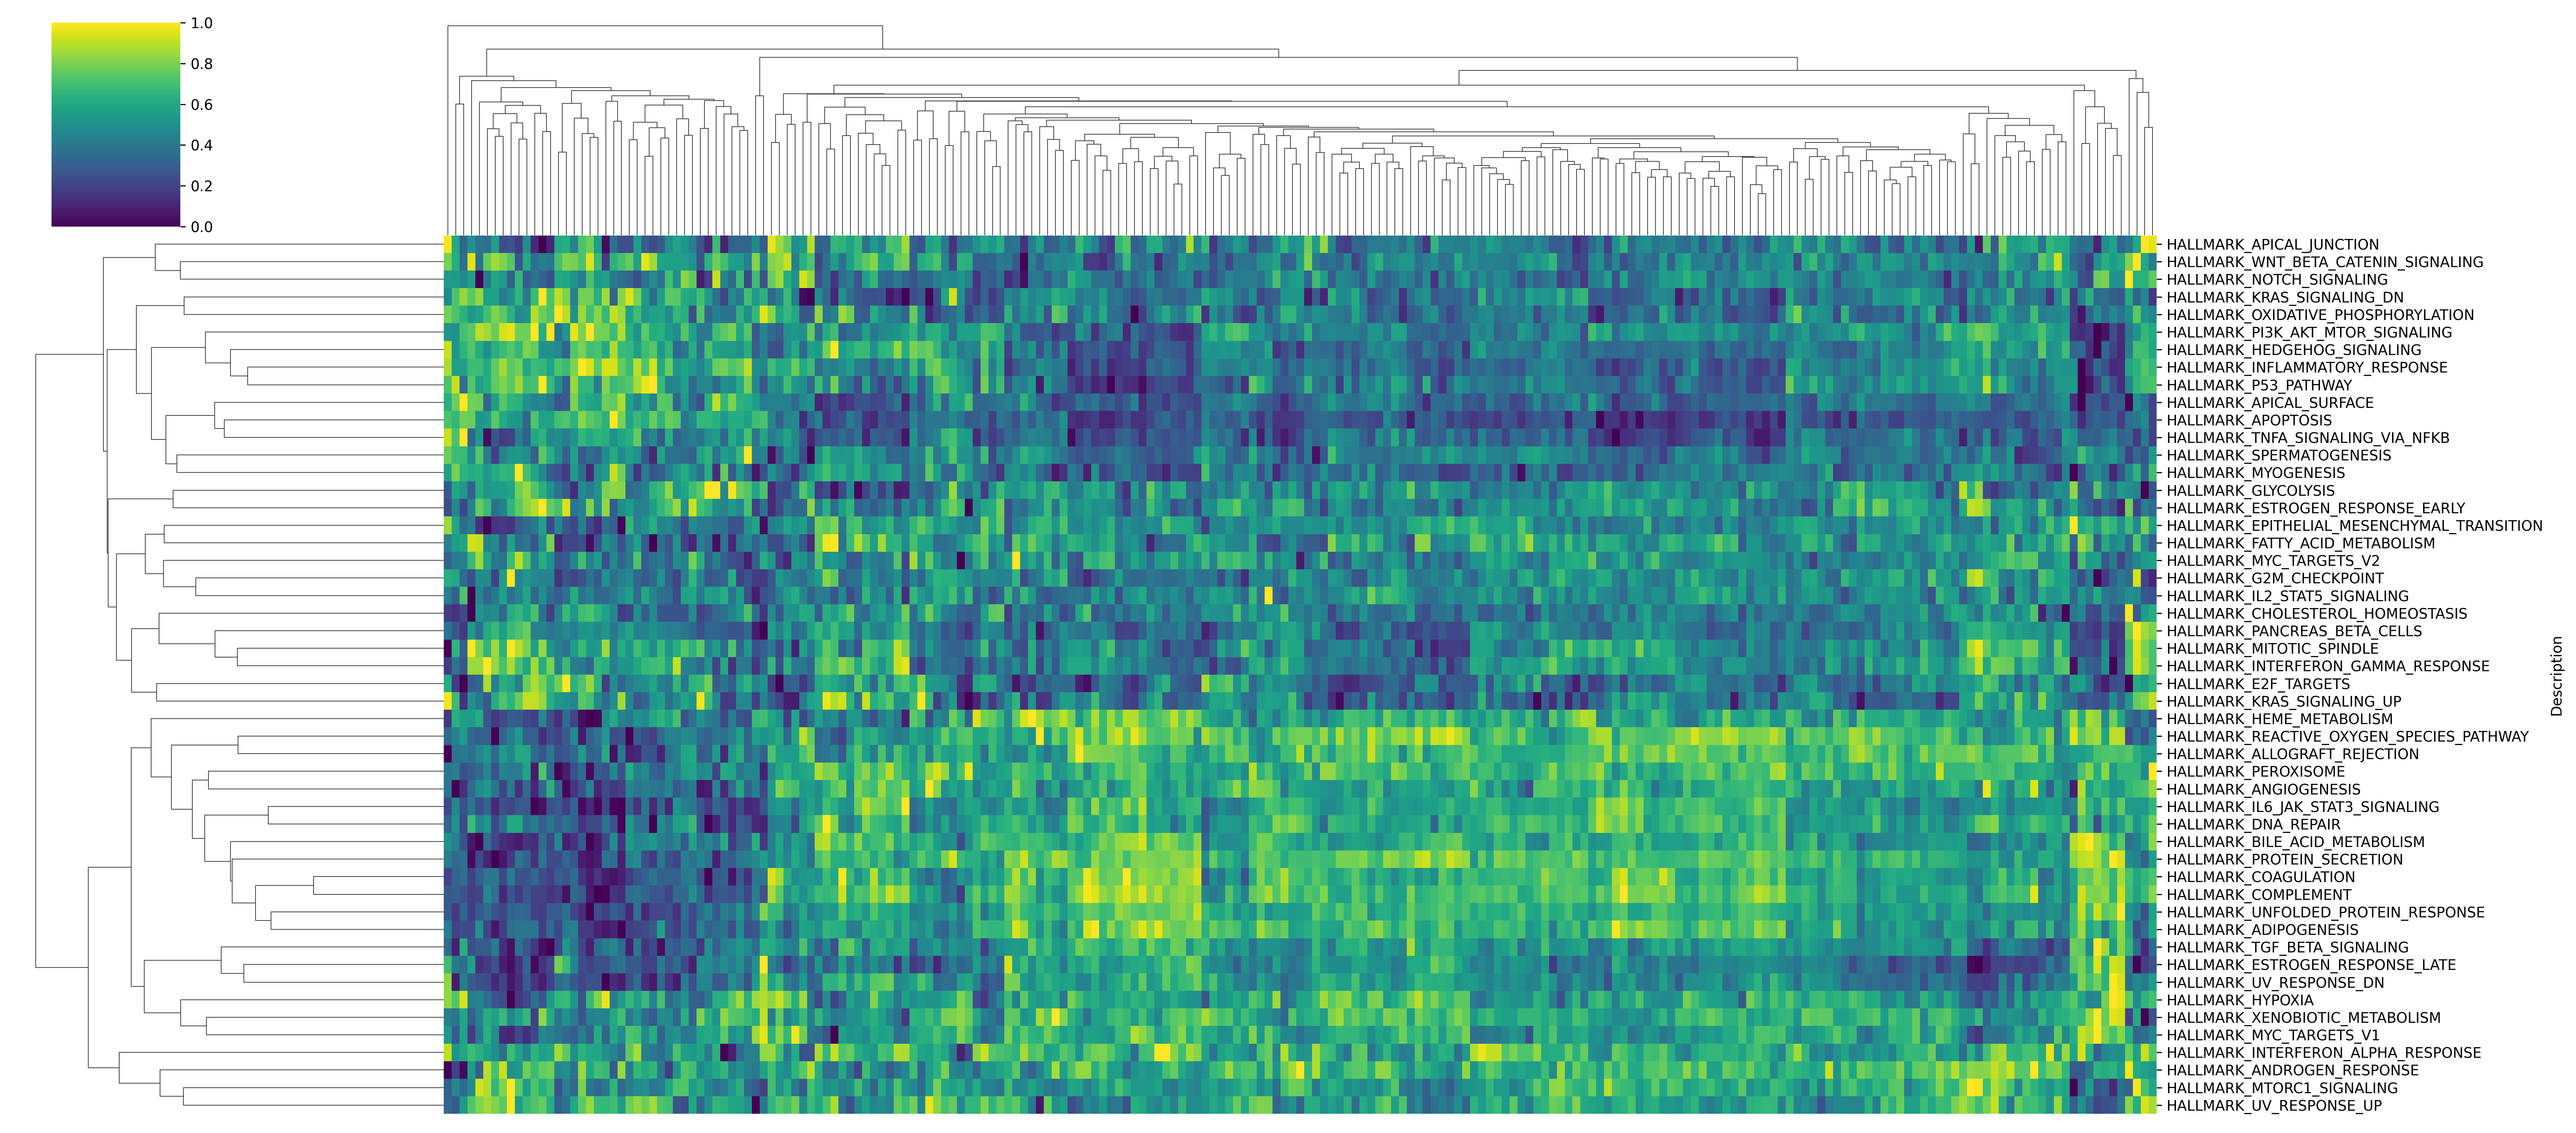 1.0
0.8
0.6
0.4
0.2
0.0
HALLMARK_APICAL_JUNCTION
HALLMARK_WNT_BETA_CATENIN_SIGNALING
HALLMARK_NOTCH_SIGNALING
HALLMARK_KRAS_SIGNALING_DN
HALLMARK_OXIDATIVE_PHOSPHORYLATION
HALLMARK_PI3K_AKT_MTOR_SIGNALING
HALLMARK_HEDGEHOG_SIGNALING
HALLMARK_INFLAMMATORY_RESPONSE
HALLMARK_P53_PATHWAY
HALLMARK_APICAL_SURFACE
HALLMARK_APOPTOSIS
HALLMARK_TNFA_SIGNALING_VIA_NFKB
HALLMARK_SPERMATOGENESIS
HALLMARK_MYOGENESIS
HALLMARK_GLYCOLYSIS
HALLMARK_ESTROGEN_RESPONSE_EARLY
HALLMARK_EPITHELIAL_MESENCHYMAL_TRANSITION
HALLMARK_FATTY_ACID_METABOLISM
HALLMARK_MYC_TARGETS_V2
HALLMARK_G2M_CHECKPOINT
HALLMARK_IL2_STAT5_SIGNALING
HALLMARK_CHOLESTEROL_HOMEOSTASIS
HALLMARK_PANCREAS_BETA_CELLS
HALLMARK_MITOTIC_SPINDLE
HALLMARK_INTERFERON_GAMMA_RESPONSE
HALLMARK_E2F_TARGETS
HALLMARK_KRAS_SIGNALING_UP
HALLMARK_HEME_METABOLISM
HALLMARK_REACTIVE_OXYGEN_SPECIES_PATHWAY
HALLMARK_ALLOGRAFT_REJECTION
HALLMARK_PEROXISOME
HALLMARK_ANGIOGENESIS
HALLMARK_IL6_JAK_STAT3_SIGNALING
HALLMARK_DNA_REPAIR
HALLMARK_BILE_ACID_METABOLISM
HALLMARK_PROTEIN_SECRETION
HALLMARK_COAGULATION
HALLMARK_COMPLEMENT
HALLMARK_UNFOLDED_PROTEIN_RESPONSE
HALLMARK_ADIPOGENESIS
HALLMARK_TGF_BETA_SIGNALING
HALLMARK_ESTROGEN_RESPONSE_LATE
HALLMARK_UV_RESPONSE_DN
HALLMARK_HYPOXIA
HALLMARK_XENOBIOTIC_METABOLISM
HALLMARK_MYC_TARGETS_V1
HALLMARK_INTERFERON_ALPHA_RESPONSE
HALLMARK_ANDROGEN_RESPONSE
HALLMARK_MTORC1_SIGNALING
HALLMARK_UV_RESPONSE_UP
Description